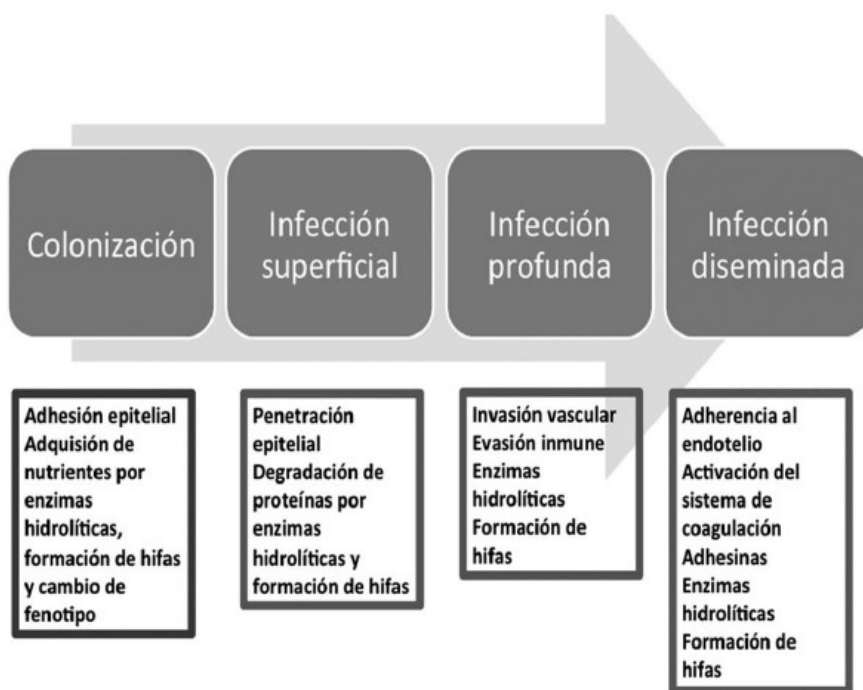 Colonización
Infección
superficial
Infección
profunda
Infección
diseminada
Adhesión epitelial
Adquisión de
nutrientes por
enzimas
hidrolíticas,
formación de hifas
y cambio de
fenotipo
Penetración
epitelial
Degradación de
proteínas por
enzimas
hidrolíticas y
formación de hifas
Invasión vascular
Evasión inmune
Enzimas
hidrolíticas
Formación de
hifas
Adherencia al
endotelio
Activación del
sistema de
coagulación
Adhesinas
Enzimas
hidrolíticas
Formación de
hifas